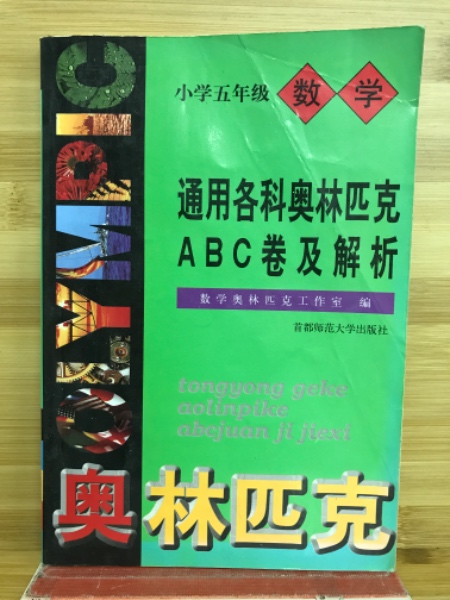 小学五年级 数学
通用各科奥林匹克
ABC卷及解析
数学奥林匹克工作室 编
首都师范大学出版社
tongyong geke
aolinpike
abcjuan ji jiexi
OLYMPIC
奥林匹克